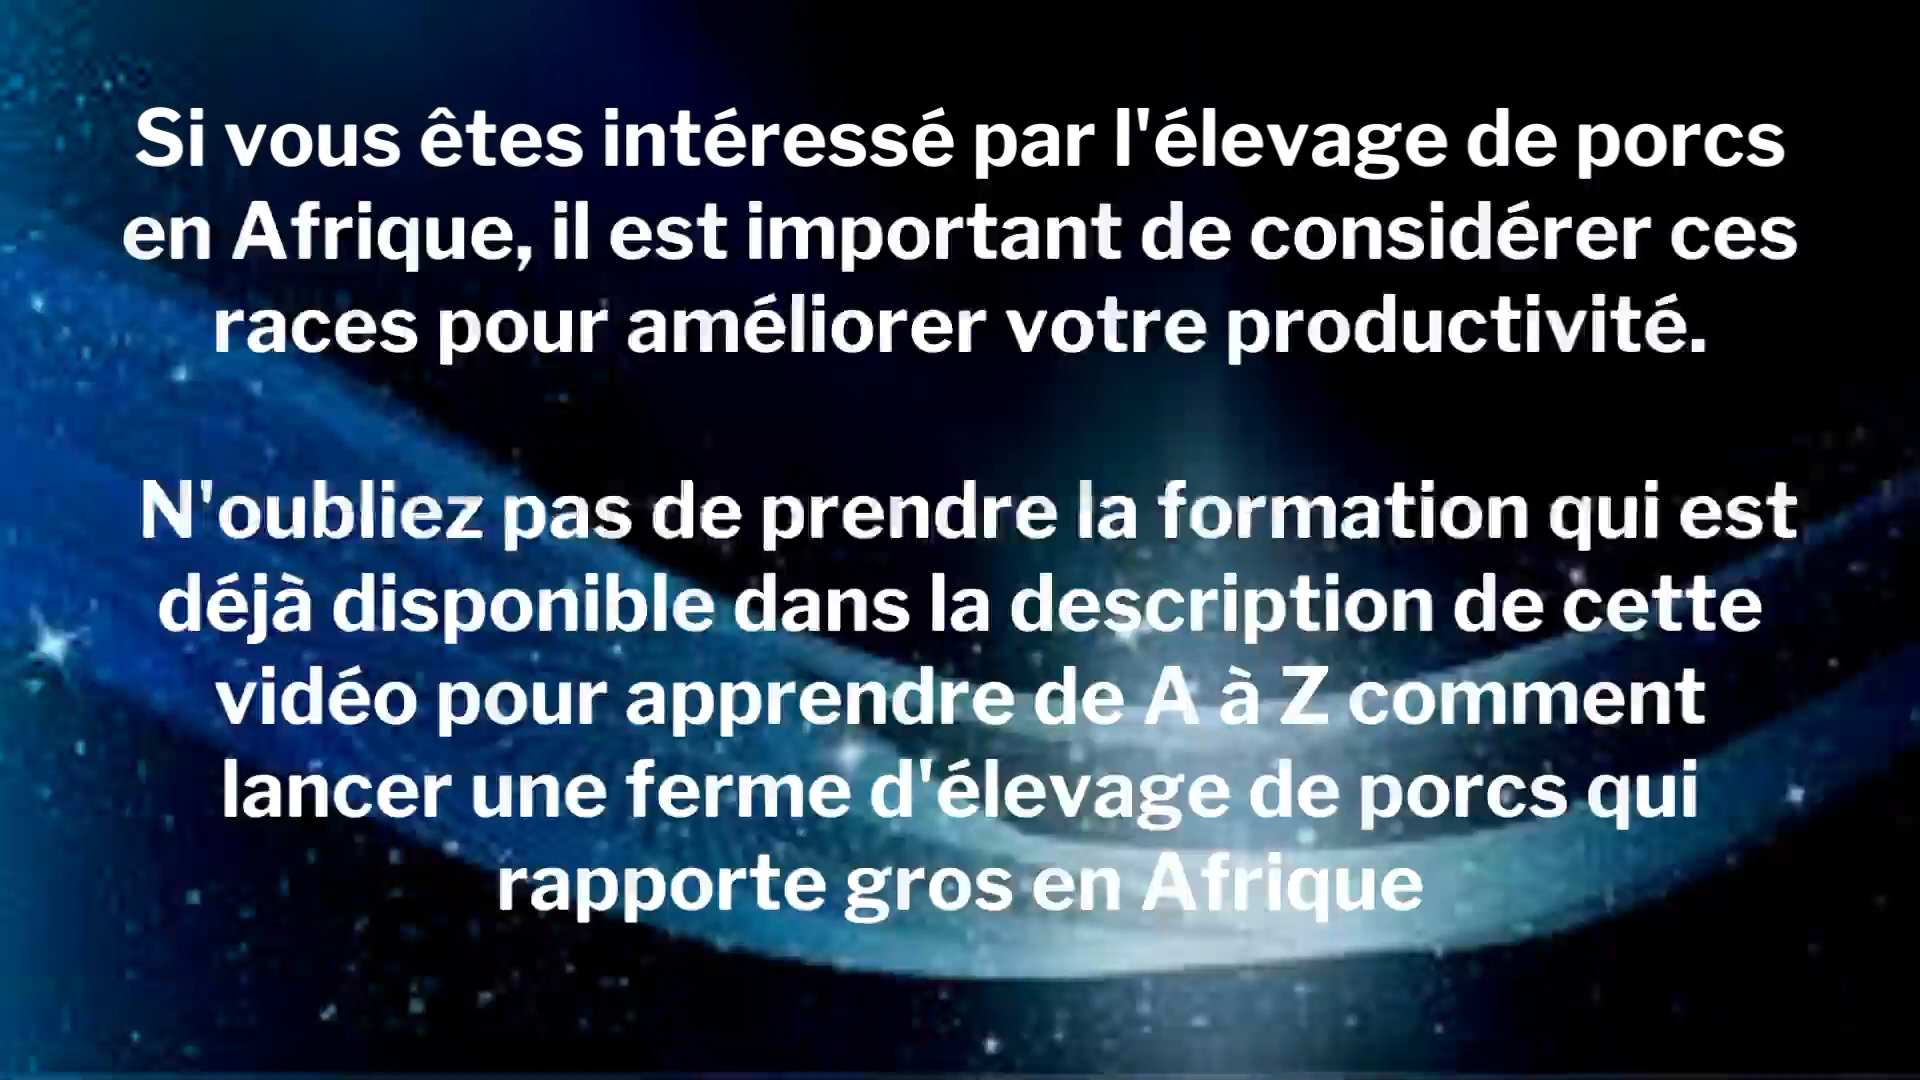 Si vous êtes intéressé par l'élevage de porcs
en Afrique, il est important de considérer ces
races pour améliorer votre productivité.
N'oubliez pas de prendre la formation qui est
déjà disponible dans la description de cette
vidéo pour apprendre de A à Z comment
lancer une ferme d'élevage de porcs qui
rapporte gros en Afrique